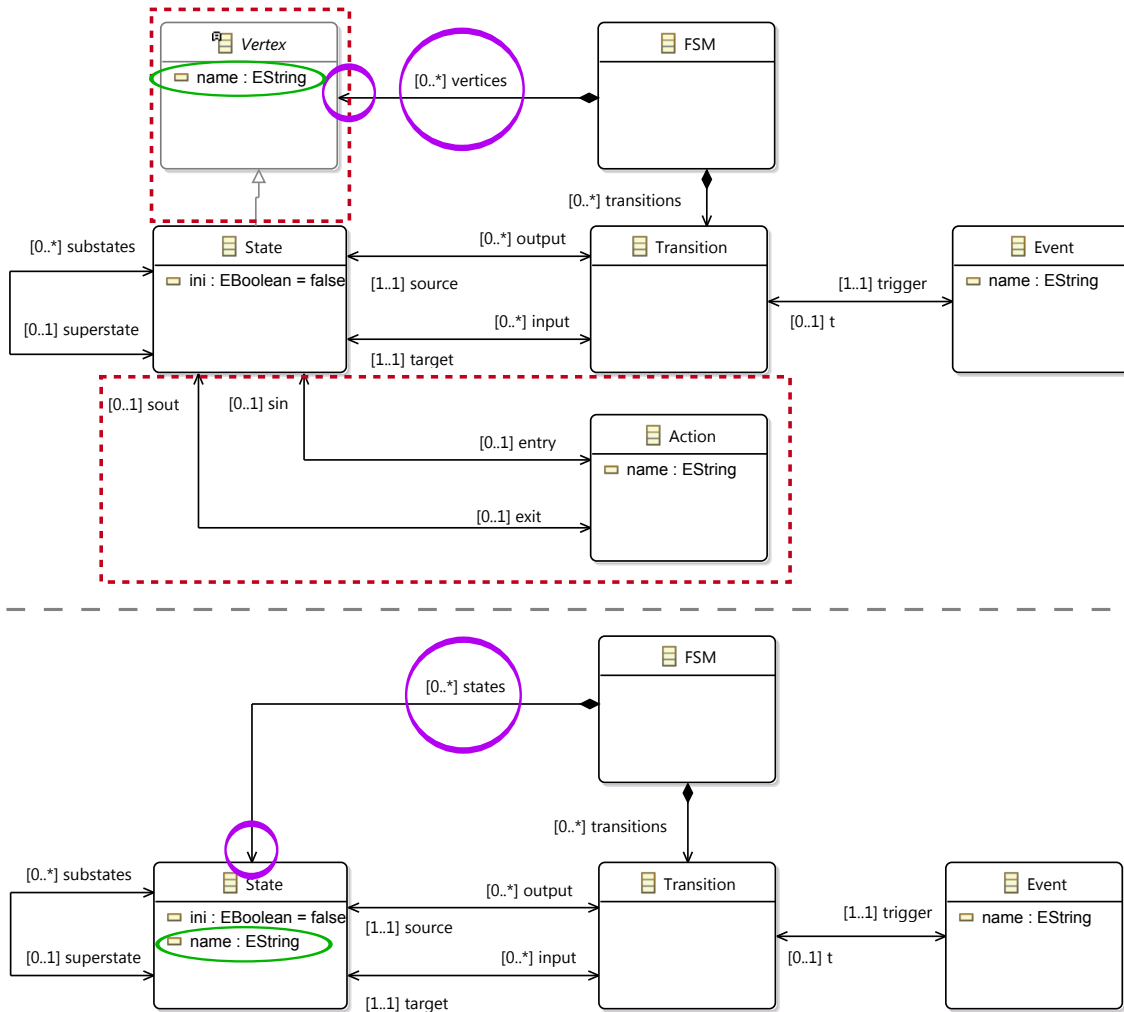 Vertex
name : EString
[0..*] vertices
FSM
[0..*] transitions
[0..*] substates
State
ini : EBoolean = false
[0..1] superstate
[0..*] output
[1..1] source
[0..*] input
[1..1] target
Transition
[1..1] trigger
[0..1] t
Event
name : EString
[0..1] sout
[0..1] sin
[0..1] entry
[0..1] exit
Action
name : EString
[0..*] states
FSM
[0..*] transitions
[0..*] substates
State
ini : EBoolean = false
name : EString
[0..1] superstate
[0..*] output
[1..1] source
[0..*] input
[1..1] target
Transition
[1..1] trigger
[0..1] t
Event
name : EString